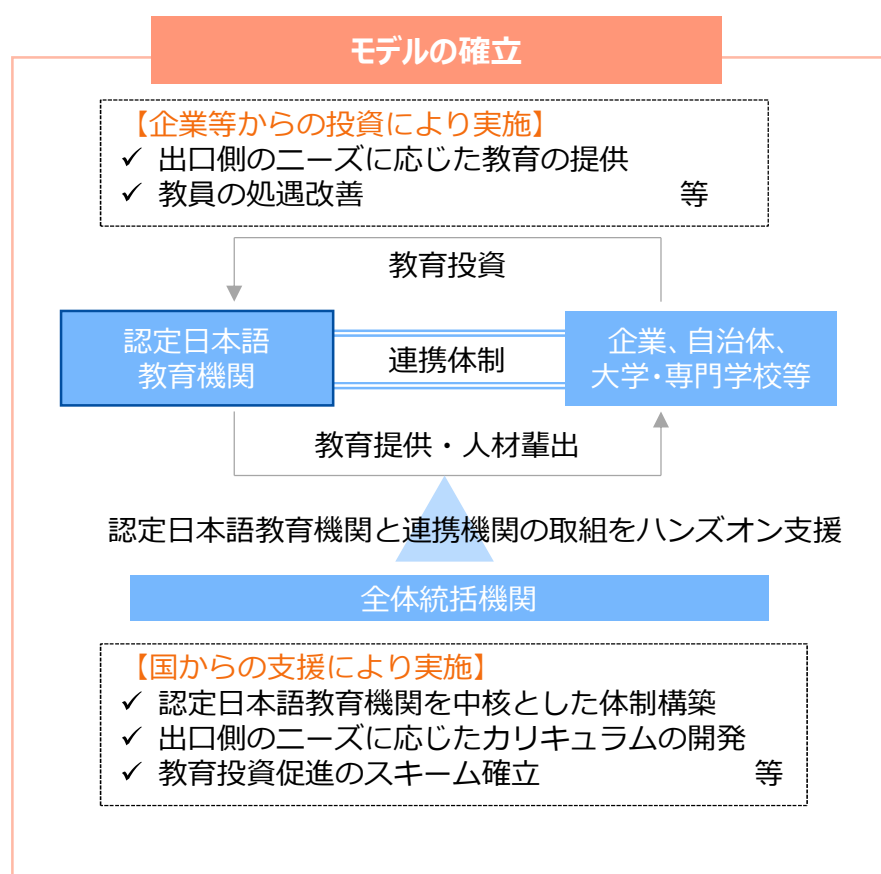 モデルの確立
【企業等からの投資により実施】
✓ 出口側のニーズに応じた教育の提供
✓ 教員の処遇改善 等
教育投資
認定日本語
教育機関
連携体制
企業、自治体、
大学・専門学校等
教育提供・人材輩出
認定日本語教育機関と連携機関の取組をハンズオン支援
全体統括機関
【国からの支援により実施】
✓ 認定日本語教育機関を中核とした体制構築
✓ 出口側のニーズに応じたカリキュラムの開発
✓ 教育投資促進のスキーム確立 等